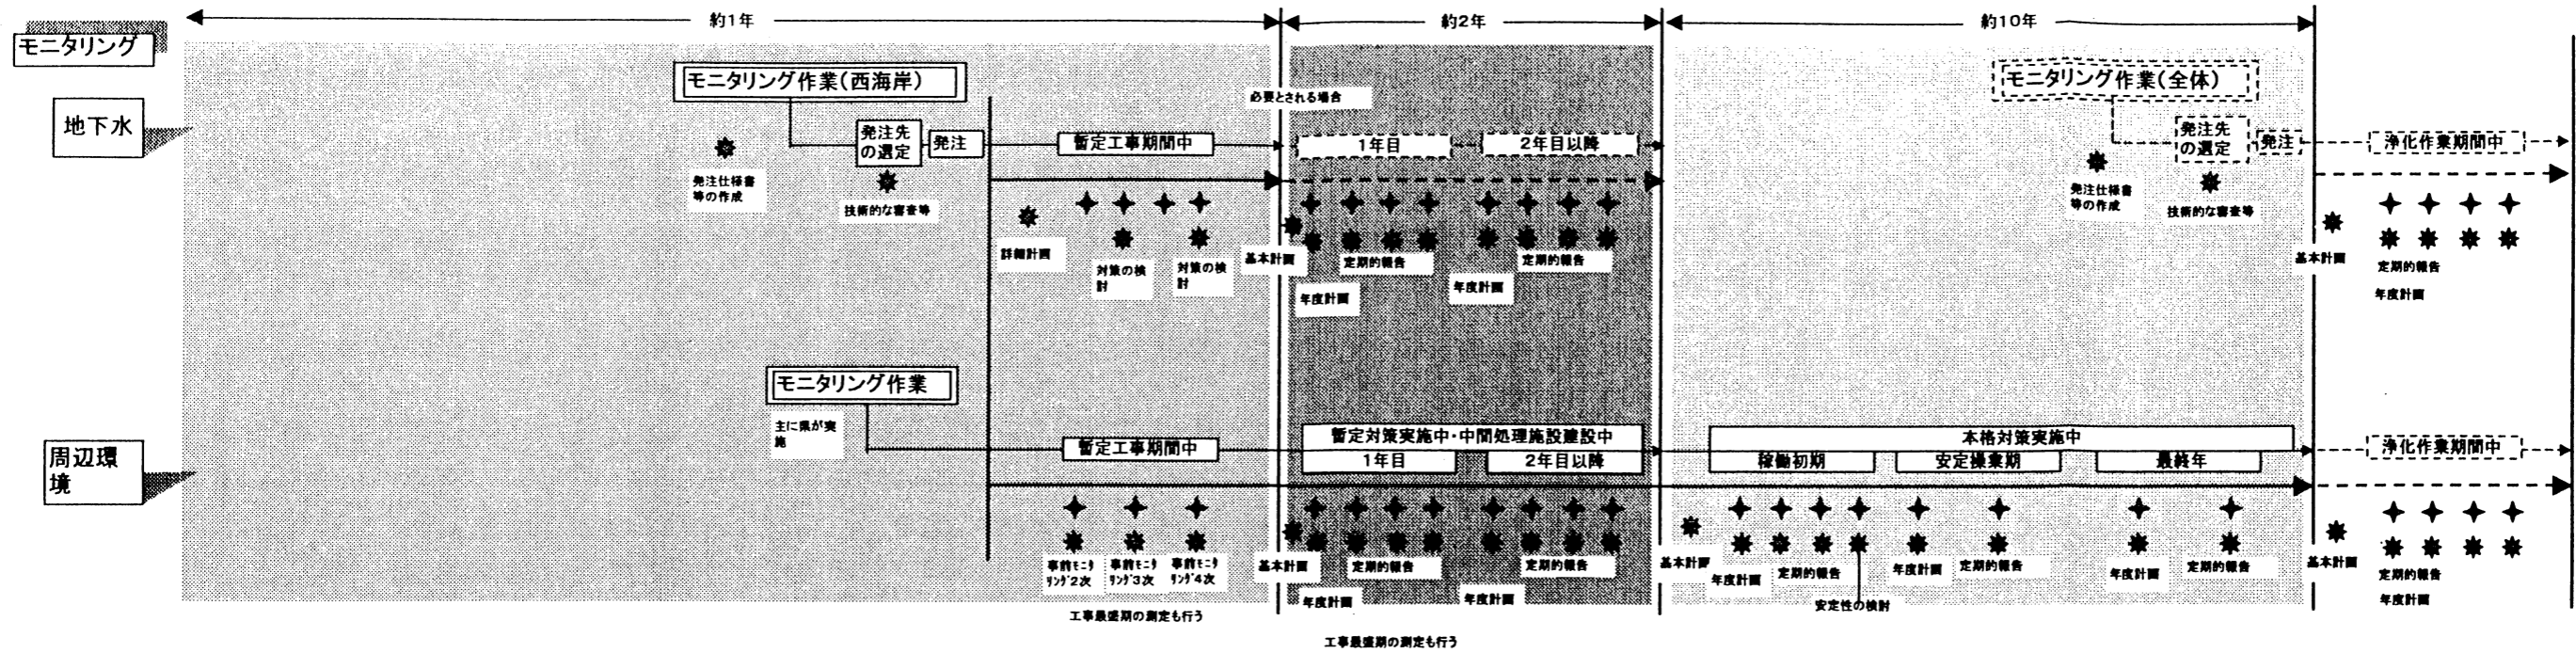 約1年
約2年
約10年
モニタリング
地下水
モニタリング作業(西海岸)
発注先
の選定
発注
暫定工事期間中
発注仕様書
等の作成
技術的な審査等
詳細計画
対策の検
討
対策の検
討
必要とされる場合
1年目
2年目以降
基本計画
定期的報告
定期的報告
年度計画
年度計画
モニタリング作業(全体)
発注先
の選定
発注
浄化作業期間中
発注仕様書
等の作成
技術的な審査等
基本計画
定期的報告
年度計画
周辺環
境
モニタリング作業
主に県が実
施
暫定工事期間中
事前モニタ
リング2次
事前モニタ
リング3次
事前モニタ
リング4次
工事最盛期の測定も行う
暫定対策実施中・中間処理施設建設中
1年目
2年目以降
基本計画
定期的報告
定期的報告
年度計画
年度計画
工事最盛期の測定も行う
本格対策実施中
稼働初期
安定操業期
最終年
基本計画
年度計画
定期的報告
年度計画
定期的報告
年度計画
定期的報告
安定性の検討
浄化作業期間中
基本計画
定期的報告
年度計画